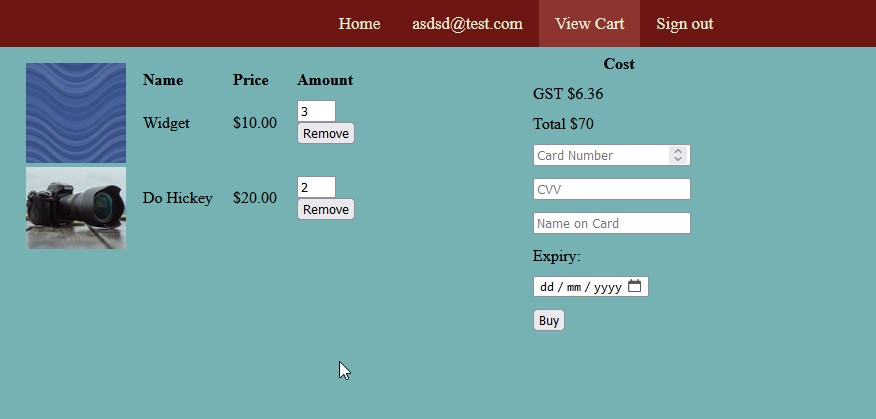 Home asdsd@test.com View Cart Sign out
Name Price Amount
Widget $10.00 3
Remove
Do Hickey $20.00 2
Remove
Cost
GST $6.36
Total $70
Card Number
CVV
Name on Card
Expiry:
dd / mm / yyyy
Buy